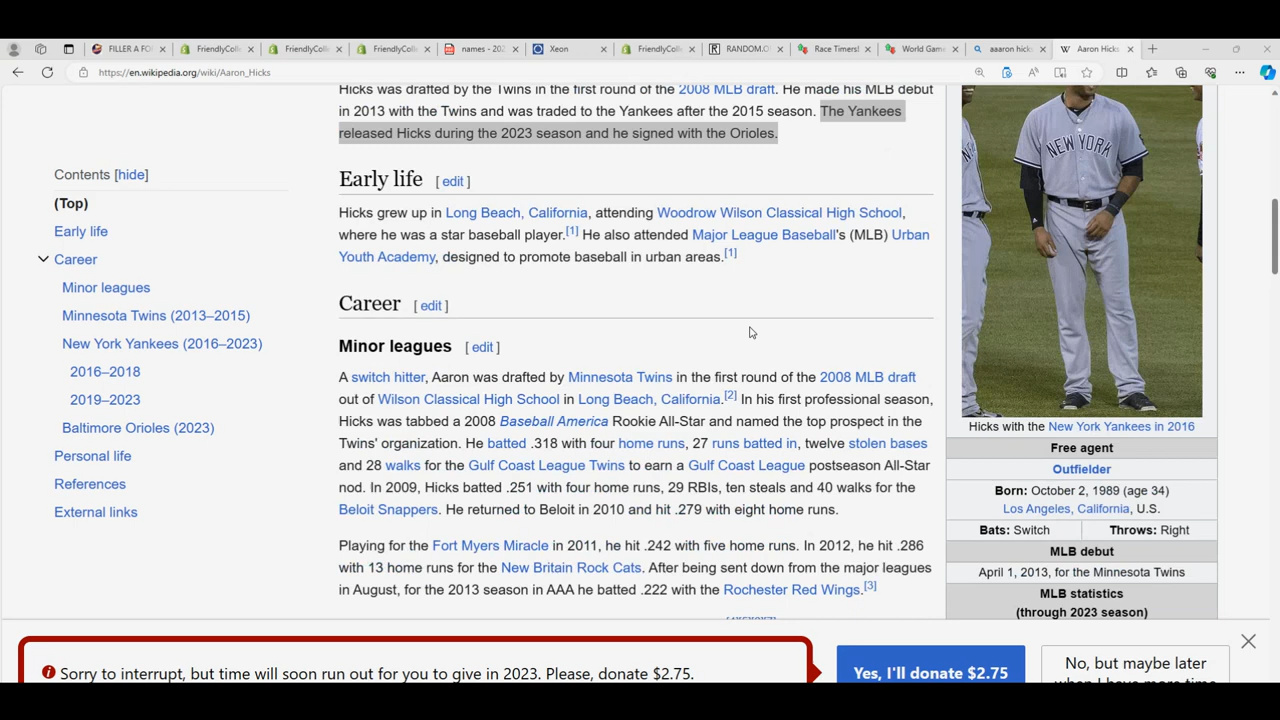 FILLER A FO
FriendlyColl
FriendlyColl
FriendlyColl
names - 202
Xeon
FriendlyColl
RANDOM.O
Race Timers!
World Game
aaaron hick
Aaron Hicks
https://en.wikipedia.org/wiki/Aaron_Hicks
Hicks was drafted by the Twins in the first round of the 2008 MLB draft. He made his MLB debut
in 2013 with the Twins and was traded to the Yankees after the 2015 season. The Yankees
released Hicks during the 2023 season and he signed with the Orioles.
Contents [hide]
(Top)
Early life
Career
Minor leagues
Minnesota Twins (2013–2015)
New York Yankees (2016–2023)
2016–2018
2019–2023
Baltimore Orioles (2023)
Personal life
References
External links
Early life [ edit ]
Hicks grew up in Long Beach, California, attending Woodrow Wilson Classical High School,
where he was a star baseball player.[1] He also attended Major League Baseball's (MLB) Urban
Youth Academy, designed to promote baseball in urban areas.[1]
Career [ edit ]
Minor leagues [ edit ]
A switch hitter, Aaron was drafted by Minnesota Twins in the first round of the 2008 MLB draft
out of Wilson Classical High School in Long Beach, California.[2] In his first professional season,
Hicks was tabbed a 2008 Baseball America Rookie All-Star and named the top prospect in the
Twins' organization. He batted .318 with four home runs, 27 runs batted in, twelve stolen bases
and 28 walks for the Gulf Coast League Twins to earn a Gulf Coast League postseason All-Star
nod. In 2009, Hicks batted .251 with four home runs, 29 RBIs, ten steals and 40 walks for the
Beloit Snappers. He returned to Beloit in 2010 and hit .279 with eight home runs.
Playing for the Fort Myers Miracle in 2011, he hit .242 with five home runs. In 2012, he hit .286
with 13 home runs for the New Britain Rock Cats. After being sent down from the major leagues
in August, for the 2013 season in AAA he batted .222 with the Rochester Red Wings.[3]
NEW YORK
Hicks with the New York Yankees in 2016
Free agent
Outfielder
Born: October 2, 1989 (age 34)
Los Angeles, California, U.S.
Bats: Switch
Throws: Right
MLB debut
April 1, 2013, for the Minnesota Twins
MLB statistics
(through 2023 season)
Sorry to interrupt, but time will soon run out for you to give in 2023. Please, donate $2.75.
Yes, I'll donate $2.75
No, but maybe later
when I have more time